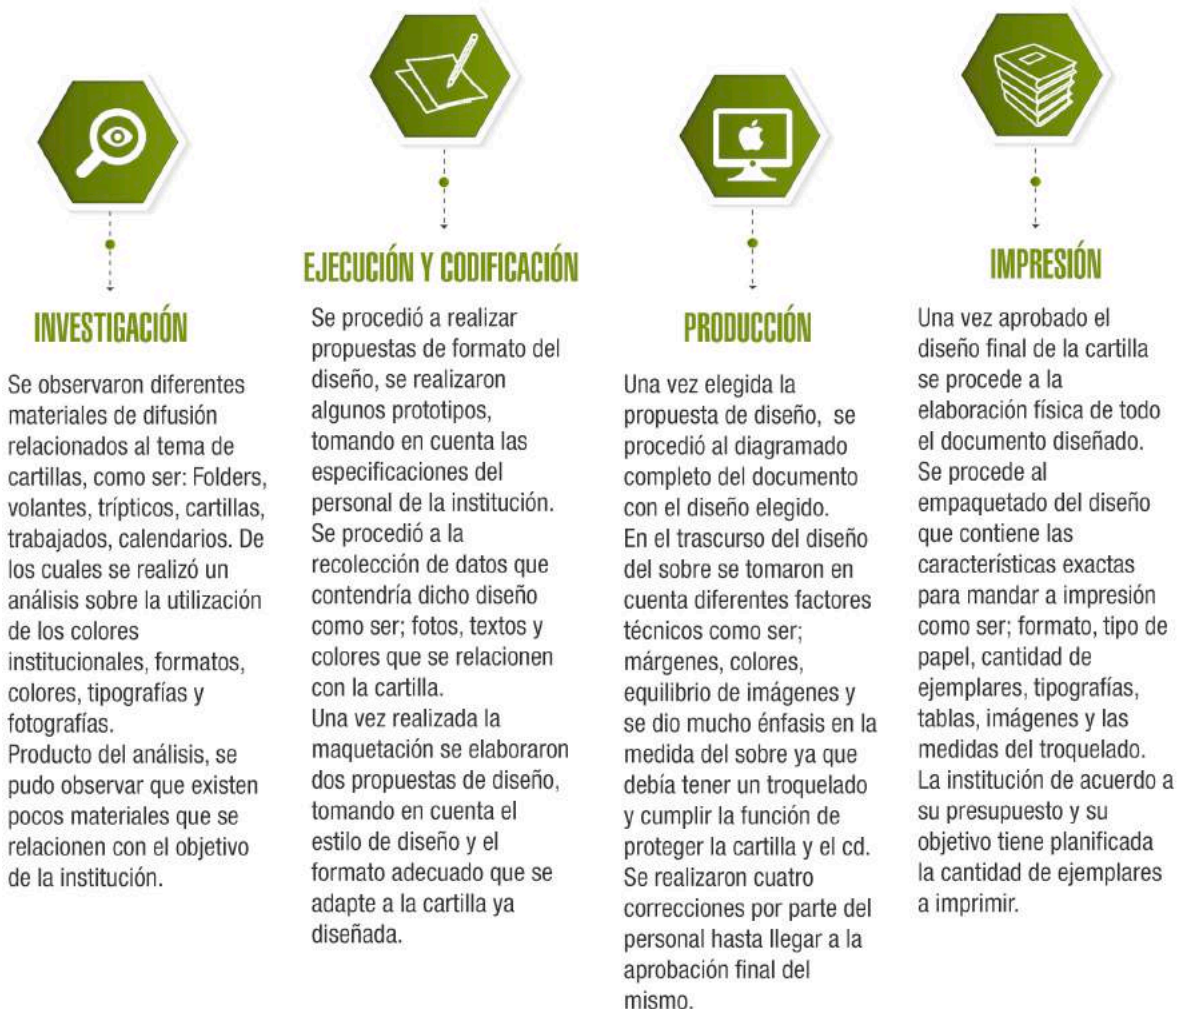 INVESTIGACIÓN
Se observaron diferentes
materiales de difusión
relacionados al tema de
cartillas, como ser: Folders,
volantes, trípticos, cartillas,
trabajados, calendarios. De
los cuales se realizó un
análisis sobre la utilización
de los colores
institucionales, formatos,
colores, tipografías y
fotografías.
Producto del análisis, se
pudo observar que existen
pocos materiales que se
relacionen con el objetivo
de la institución.
EJECUCIÓN Y CODIFICACIÓN
Se procedió a realizar
propuestas de formato del
diseño, se realizaron
algunos prototipos,
tomando en cuenta las
especificaciones del
personal de la institución.
Se procedió a la
recolección de datos que
contendría dicho diseño
como ser; fotos, textos y
colores que se relacionen
con la cartilla.
Una vez realizada la
maquetación se elaboraron
dos propuestas de diseño,
tomando en cuenta el
estilo de diseño y el
formato adecuado que se
adapte a la cartilla ya
diseñada.
PRODUCCIÓN
Una vez elegida la
propuesta de diseño, se
procedió al diagramado
completo del documento
con el diseño elegido.
En el trascurso del diseño
del sobre se tomaron en
cuenta diferentes factores
técnicos como ser;
márgenes, colores,
equilibrio de imágenes y
se dio mucho énfasis en la
medida del sobre ya que
debía tener un troquelado
y cumplir la función de
proteger la cartilla y el cd.
Se realizaron cuatro
correcciones por parte del
personal hasta llegar a la
aprobación final del
mismo.
IMPRESIÓN
Una vez aprobado el
diseño final de la cartilla
se procede a la
elaboración física de todo
el documento diseñado.
Se procede al
empaquetado del diseño
que contiene las
características exactas
para mandar a impresión
como ser; formato, tipo de
papel, cantidad de
ejemplares, tipografías,
tablas, imágenes y las
medidas del troquelado.
La institución de acuerdo a
su presupuesto y su
objetivo tiene planificada
la cantidad de ejemplares
a imprimir.